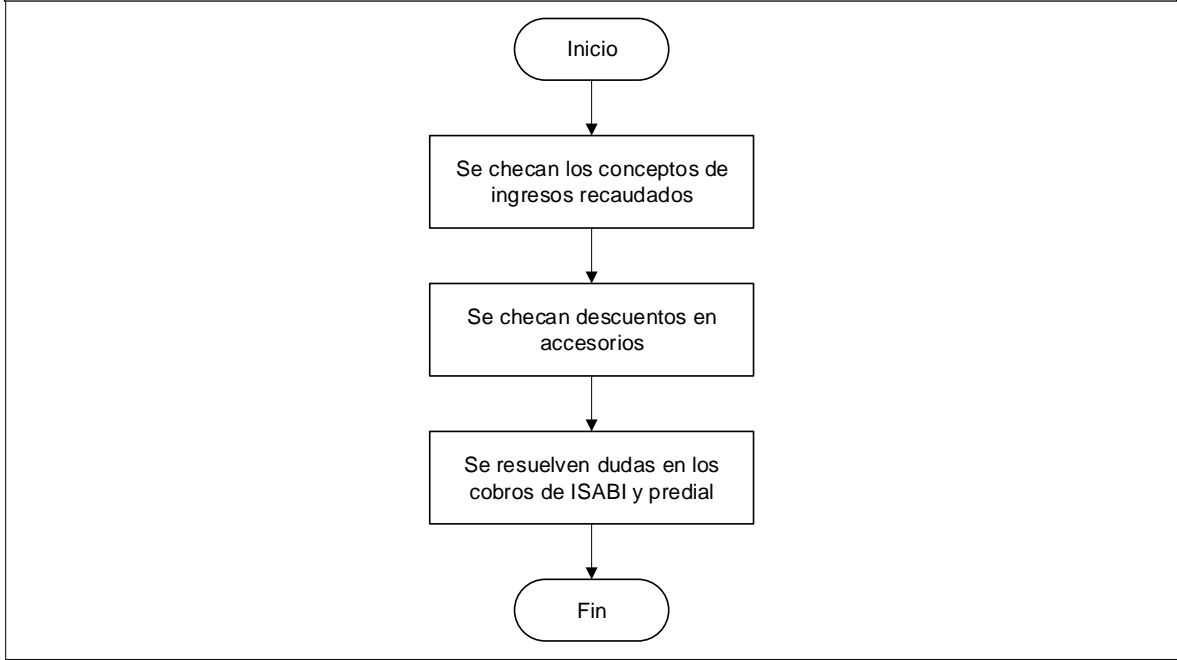 Inicio
Se checan los conceptos de
ingresos recaudados
Se checan descuentos en
accesorios
Se resuelven dudas en los
cobros de ISABI y predial
Fin